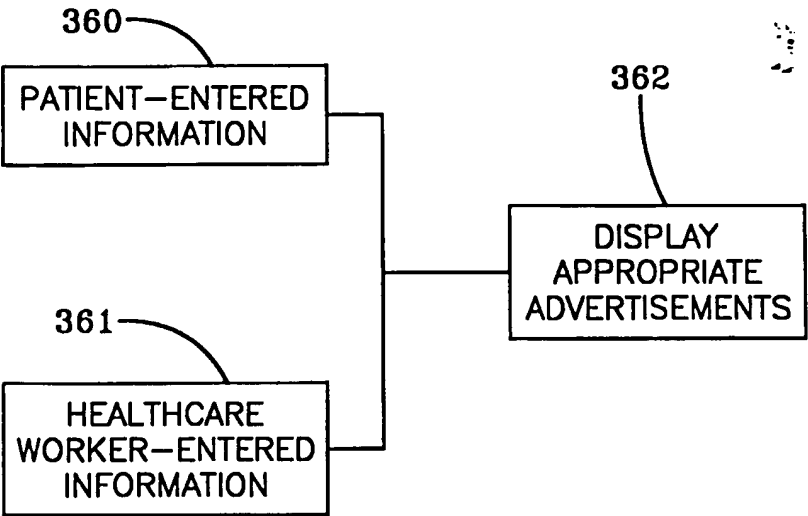 360
PATIENT-ENTERED
INFORMATION
362
DISPLAY
APPROPRIATE
ADVERTISEMENTS
361
HEALTHCARE
WORKER-ENTERED
INFORMATION